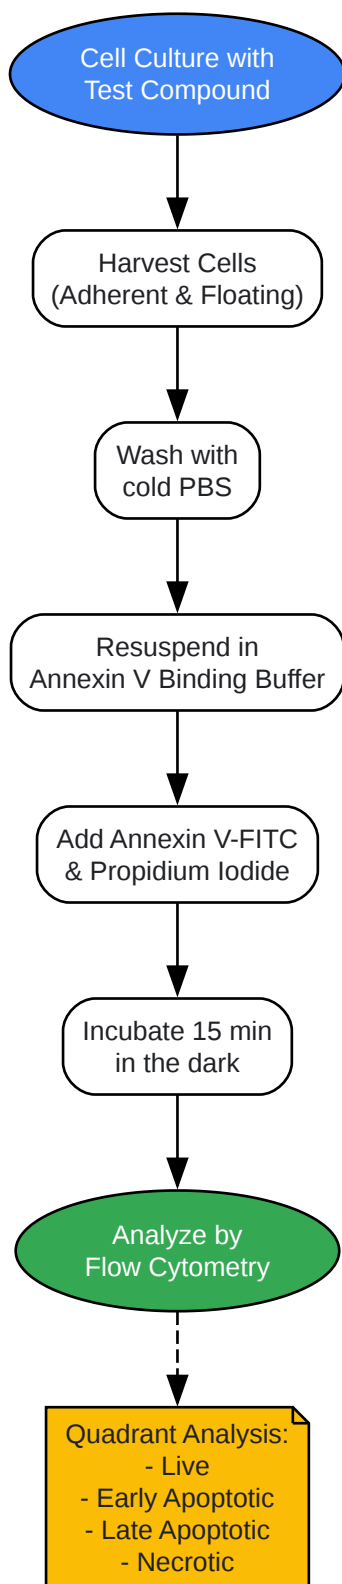 Cell Culture with
Test Compound
Harvest Cells
(Adherent & Floating)
Wash with
cold PBS
Resuspend in
Annexin V Binding Buffer
Add Annexin V-FITC
& Propidium Iodide
Incubate 15 min
in the dark
Analyze by
Flow Cytometry
Quadrant Analysis:
- Live
- Early Apoptotic
- Late Apoptotic
- Necrotic